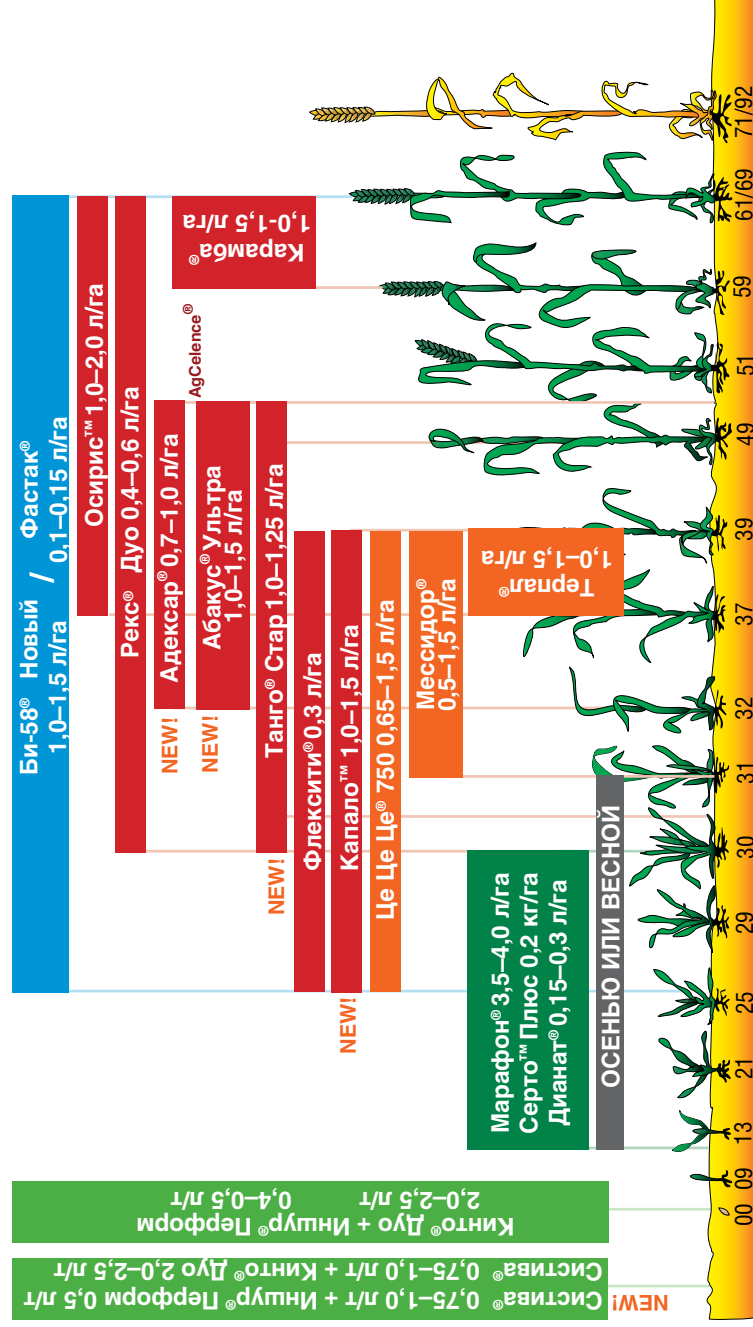 Би-58® Новый / Фастак®
1,0–1,5 л/га 0,1–0,15 л/га
Осирис™ 1,0–2,0 л/га
Рекс® Дуо 0,4–0,6 л/га
Карамба®
1,0-1,5 л/га
NEW!
Адексар® 0,7–1,0 л/га
AgCelence®
NEW!
Абакус® Ультра
1,0–1,5 л/га
NEW!
Танго® Стар 1,0–1,25 л/га
Флексити® 0,3 л/га
NEW!
Капало™ 1,0–1,5 л/га
Це Це Це® 750 0,65–1,5 л/га
Мессидор®
0,5–1,5 л/га
Терпал®
1,0–1,5 л/га
Марафон® 3,5–4,0 л/га
Серто™ Плюс 0,2 кг/га
Дианат® 0,15–0,3 л/га
ОСЕНЬЮ ИЛИ ВЕСНОЙ
Кинто® Дуо + Иншур® Перформ
2,0–2,5 л/т 0,4–0,5 л/т
Систива® 0,75–1,0 л/т + Иншур® Перформ 0,5 л/т
Систива® 0,75–1,0 л/т + Кинто® Дуо 2,0–2,5 л/т
NEW!
00 09 13 21 25 29 30 31 32 37 39 49 51 59 61/69 71/92